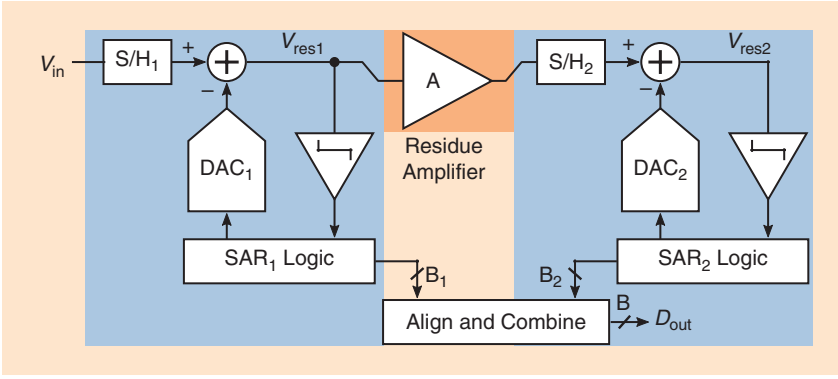 V_in
S/H_1
+
+
−
V_res1
A
S/H_2
+
+
−
V_res2
Residue
Amplifier
DAC_1
DAC_2
SAR_1 Logic
SAR_2 Logic
B_1
B_2
B
Align and Combine
D_out